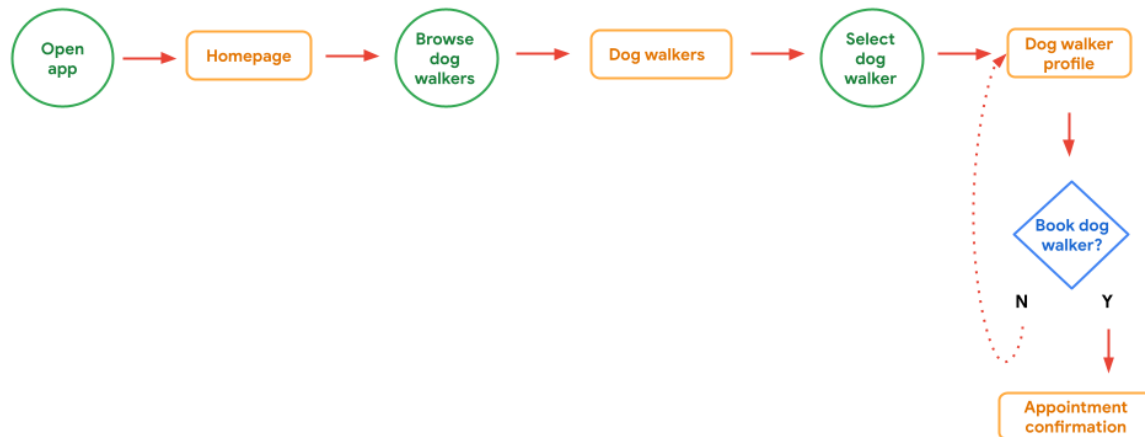 Open
app
Homepage
Browse
dog
walkers
Dog walkers
Select
dog
walker
Dog walker
profile
Book dog
walker?
N
Y
Appointment
confirmation